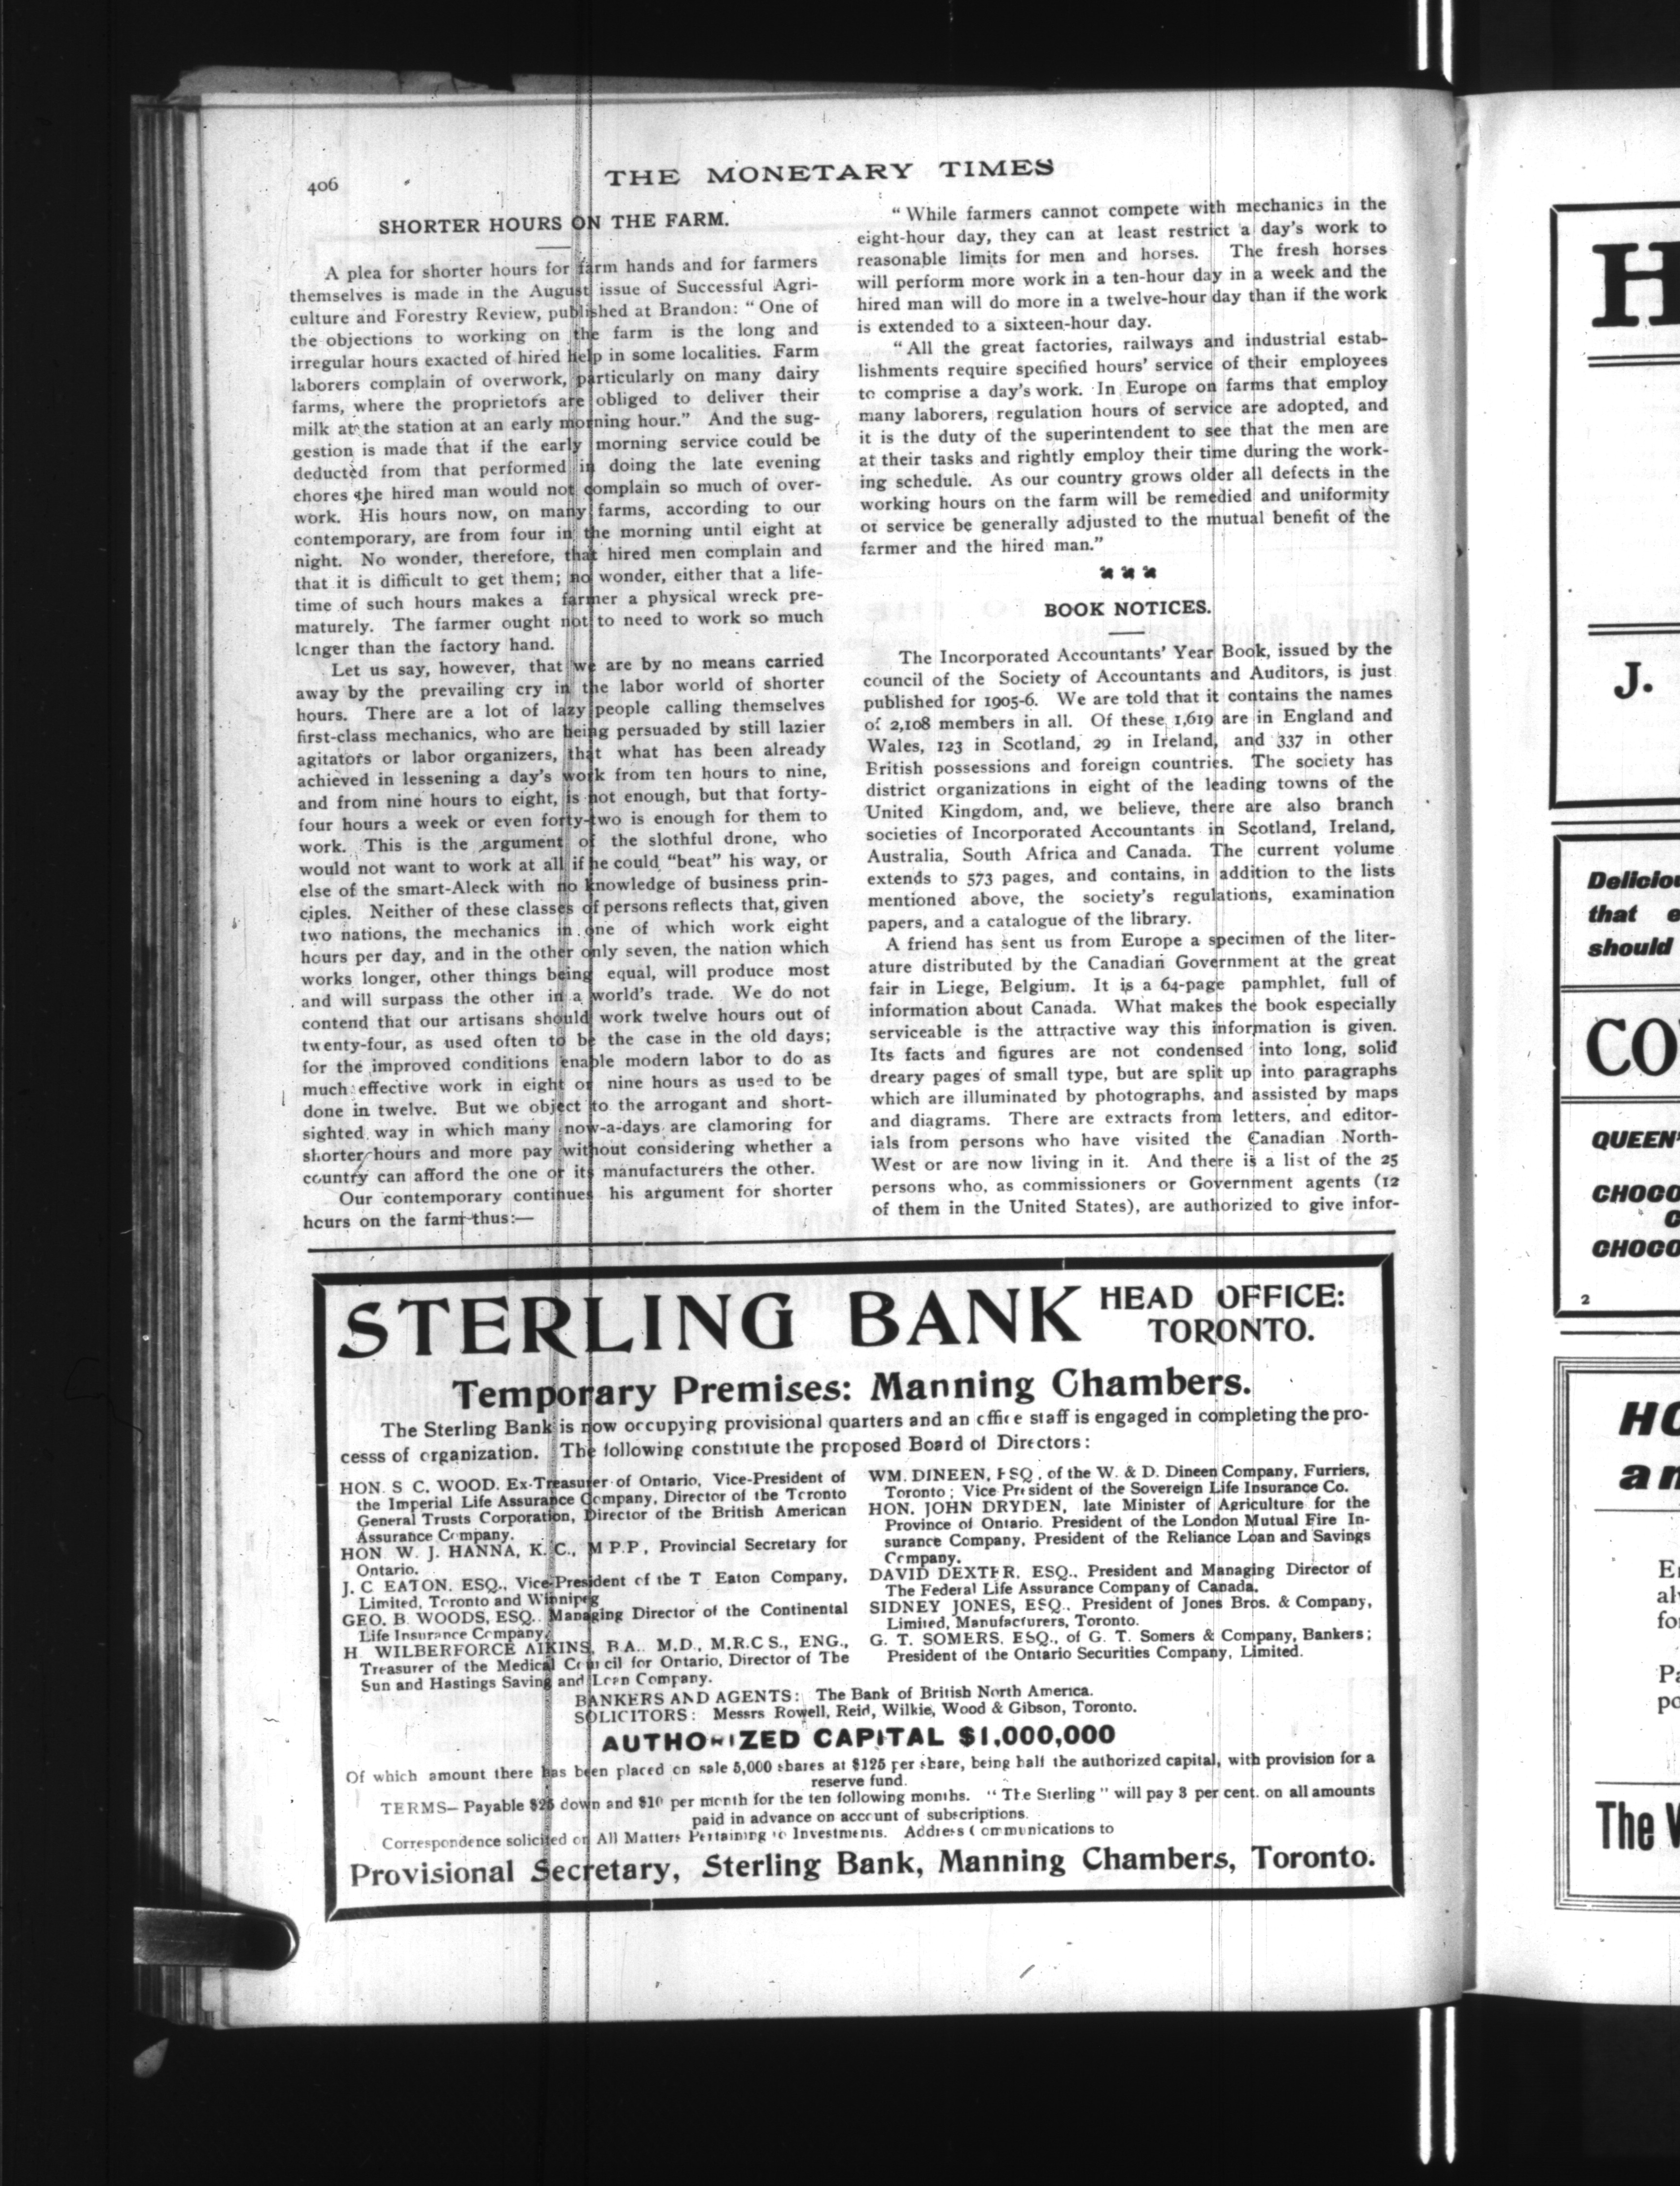 406
THE MONETARY TIMES
SHORTER HOURS ON THE FARM.
A plea for shorter hours for farm hands and for farmers
themselves is made in the August issue of Successful Agri-
culture and Forestry Review, published at Brandon: "One of
the objections to working on the farm is the long and
irregular hours exacted of hired help in some localities. Farm
laborers complain of overwork, particularly on many dairy
farms, where the proprietors are obliged to deliver their
milk at the station at an early morning hour." And the sug-
gestion is made that if the early morning service could be
deducted from that performed in doing the late evening
chores the hired man would not complain so much of over-
work. His hours now, on many farms, according to our
contemporary, are from four in the morning until eight at
night. No wonder, therefore, that hired men complain and
that it is difficult to get them; no wonder, either that a life-
time of such hours makes a farmer a physical wreck pre-
maturely. The farmer ought not to need to work so much
longer than the factory hand.
Let us say, however, that we are by no means carried
away by the prevailing cry in the labor world of shorter
hours. There are a lot of lazy people calling themselves
first-class mechanics, who are being persuaded by still lazier
agitators or labor organizers, that what has been already
achieved in lessening a day's work from ten hours to nine,
and from nine hours to eight, is not enough, but that forty-
four hours a week or even forty-two is enough for them to
work. This is the argument of the slothful drone, who
would not want to work at all if he could "beat" his way, or
else of the smart-Aleck with no knowledge of business prin-
ciples. Neither of these classes of persons reflects that, given
two nations, the mechanics in one of which work eight
hours per day, and in the other only seven, the nation which
works longer, other things being equal, will produce most
and will surpass the other in a world's trade. We do not
contend that our artisans should work twelve hours out of
twenty-four, as used often to be the case in the old days;
for the improved conditions enable modern labor to do as
much effective work in eight or nine hours as used to be
done in twelve. But we object to the arrogant and short-
sighted way in which many now-a-days are clamoring for
shorter hours and more pay without considering whether a
country can afford the one or its manufacturers the other.
Our contemporary continues his argument for shorter
hours on the farm thus:—
"While farmers cannot compete with mechanics in the
eight-hour day, they can at least restrict a day's work to
reasonable limits for men and horses. The fresh horses
will perform more work in a ten-hour day in a week and the
hired man will do more in a twelve-hour day than if the work
is extended to a sixteen-hour day.
"All the great factories, railways and industrial estab-
lishments require specified hours' service of their employees
to comprise a day's work. In Europe on farms that employ
many laborers, regulation hours of service are adopted, and
it is the duty of the superintendent to see that the men are
at their tasks and rightly employ their time during the work-
ing schedule. As our country grows older all defects in the
working hours on the farm will be remedied and uniformity
of service be generally adjusted to the mutual benefit of the
farmer and the hired man."
BOOK NOTICES.
The Incorporated Accountants' Year Book, issued by the
council of the Society of Accountants and Auditors, is just
published for 1905-6. We are told that it contains the names
of 2,108 members in all. Of these 1,619 are in England and
Wales, 123 in Scotland, 29 in Ireland, and 337 in other
British possessions and foreign countries. The society has
district organizations in eight of the leading towns of the
United Kingdom, and, we believe, there are also branch
societies of Incorporated Accountants in Scotland, Ireland,
Australia, South Africa and Canada. The current volume
extends to 573 pages, and contains, in addition to the lists
mentioned above, the society's regulations, examination
papers, and a catalogue of the library.
A friend has sent us from Europe a specimen of the liter-
ature distributed by the Canadian Government at the great
fair in Liege, Belgium. It is a 64-page pamphlet, full of
information about Canada. What makes the book especially
serviceable is the attractive way this information is given.
Its facts and figures are not condensed into long, solid
dreary pages of small type, but are split up into paragraphs
which are illuminated by photographs, and assisted by maps
and diagrams. There are extracts from letters, and editor-
ials from persons who have visited the Canadian North-
West or are now living in it. And there is a list of the 25
persons who, as commissioners or Government agents (12
of them in the United States), are authorized to give infor-
STERLING BANK HEAD OFFICE:
TORONTO.
Temporary Premises: Manning Chambers.
The Sterling Bank is now occupying provisional quarters and an office staff is engaged in completing the pro-
cesss of organization. The following constitute the proposed Board of Directors:
HON. S. C. WOOD. Ex-Treasurer of Ontario, Vice-President of
the Imperial Life Assurance Company, Director of the Toronto
General Trusts Corporation, Director of the British American
Assurance Company.
HON. W. J. HANNA, K. C., M P.P., Provincial Secretary for
Ontario.
J. C EATON, ESQ., Vice-President of the T Eaton Company,
Limited, Toronto and Winnipeg
GEO. B. WOODS, ESQ., Managing Director of the Continental
Life Insurance Company.
H WILBERFORCE AIKINS, B.A., M.D., M.R.C S., ENG.,
Treasurer of the Medical Council for Ontario, Director of The
Sun and Hastings Saving and Loan Company.
WM. DINEEN, ESQ., of the W. & D. Dineen Company, Furriers,
Toronto; Vice President of the Sovereign Life Insurance Co.
HON. JOHN DRYDEN, late Minister of Agriculture for the
Province of Ontario. President of the London Mutual Fire In-
surance Company, President of the Reliance Loan and Savings
Company.
DAVID DEXTER, ESQ., President and Managing Director of
The Federal Life Assurance Company of Canada.
SIDNEY JONES, ESQ., President of Jones Bros. & Company,
Limited, Manufacturers, Toronto.
G. T. SOMERS, ESQ., of G. T. Somers & Company, Bankers;
President of the Ontario Securities Company, Limited.
BANKERS AND AGENTS: The Bank of British North America.
SOLICITORS: Messrs Rowell, Reid, Wilkie, Wood & Gibson, Toronto.
AUTHORIZED CAPITAL $1,000,000
Of which amount there has been placed on sale 5,000 shares at $125 per share, being half the authorized capital, with provision for a
reserve fund.
TERMS—Payable $25 down and $10 per month for the ten following months. "The Sterling" will pay 3 per cent. on all amounts
paid in advance on account of subscriptions.
Correspondence solicited on All Matters Pertaining to Investments. Address Communications to
Provisional Secretary, Sterling Bank, Manning Chambers, Toronto.
H
J.
that e
should
CO
QUEEN'
CHOCO
C
CHOCO
2
HO
an
The